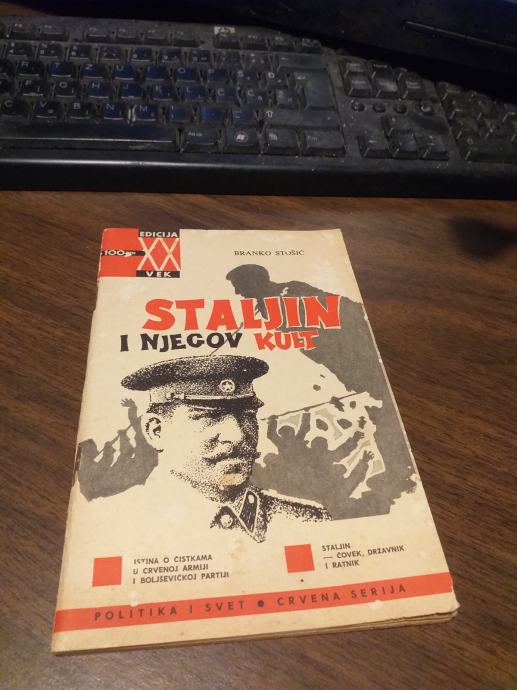 EDICIJA
100
XX
VEK
BRANKO STOŠIĆ
STALJIN
I NJEGOV KULT
ISTINA O ČISTKAMA
U CRVENOJ ARMIJI
I BOLJŠEVIČKOJ PARTIJI
STALJIN
— ČOVEK, DRŽAVNIK
I RATNIK
POLITIKA I SVET • CRVENA SERIJA